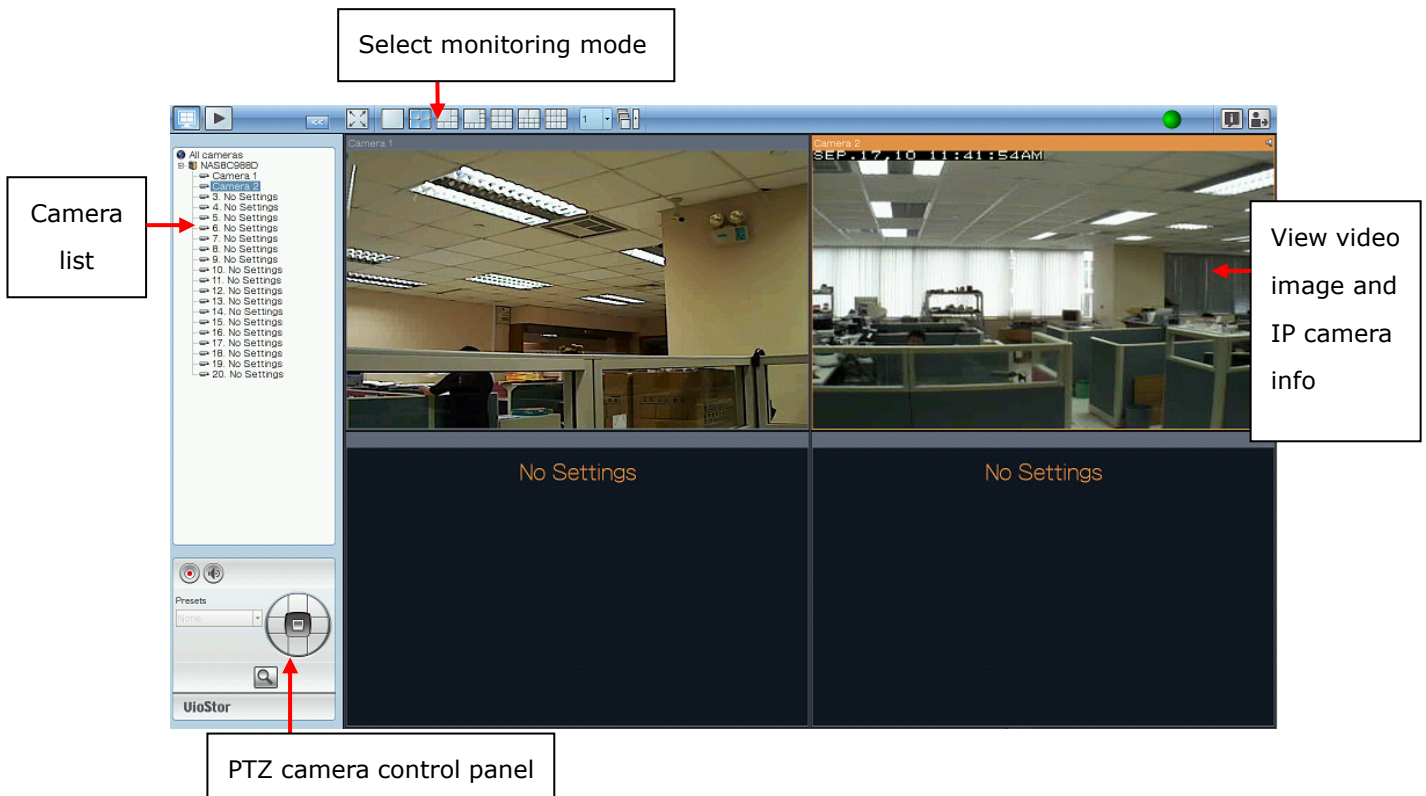 Select monitoring mode
1
Camera 1
Camera 2
SEP.17,10 11:41:54AM
All cameras
NAS8C988D
Camera 1
Camera 2
3. No Settings
4. No Settings
5. No Settings
6. No Settings
7. No Settings
8. No Settings
9. No Settings
10. No Settings
11. No Settings
12. No Settings
13. No Settings
14. No Settings
15. No Settings
16. No Settings
17. No Settings
18. No Settings
19. No Settings
20. No Settings
Camera
list
View video
image and
IP camera
info
No Settings
No Settings
Presets
None
VioStor
PTZ camera control panel